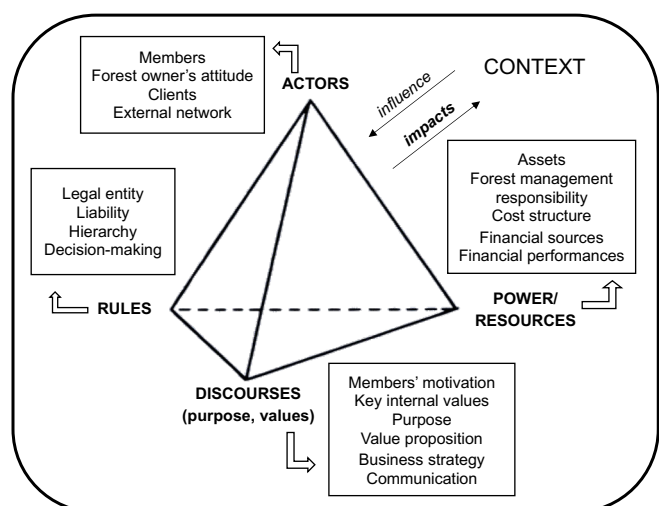 Members
Forest owner's attitude
Clients
External network
ACTORS
influence
impacts
CONTEXT
Legal entity
Liability
Hierarchy
Decision-making
RULES
Assets
Forest management
responsibility
Cost structure
Financial sources
Financial performances
POWER/
RESOURCES
DISCOURSES
(purpose, values)
Members' motivation
Key internal values
Purpose
Value proposition
Business strategy
Communication